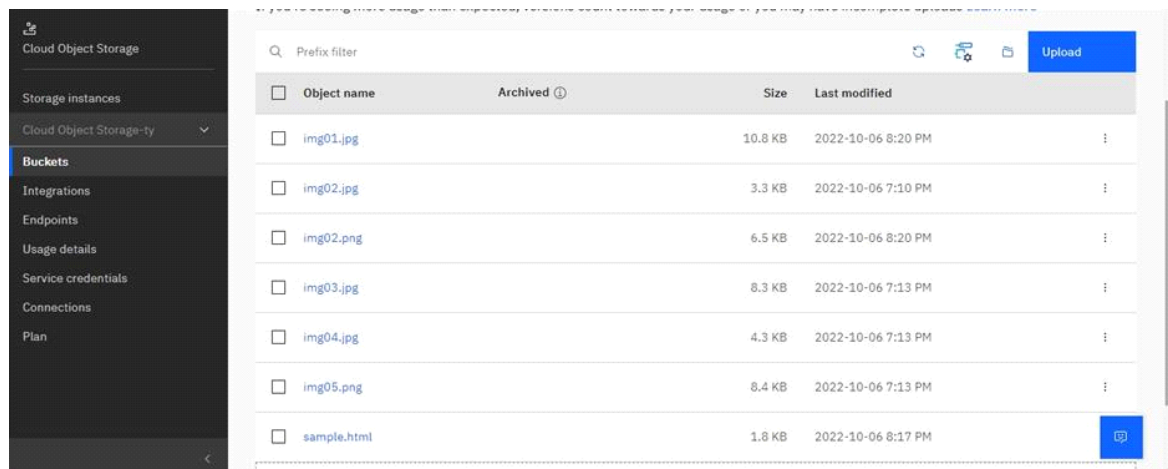 Cloud Object Storage
Storage instances
Cloud Object Storage-ty
Buckets
Integrations
Endpoints
Usage details
Service credentials
Connections
Plan
Prefix filter
Upload
Object name Archived Size Last modified
img01.jpg 10.8 KB 2022-10-06 8:20 PM
img02.jpg 3.3 KB 2022-10-06 7:10 PM
img02.png 6.5 KB 2022-10-06 8:20 PM
img03.jpg 8.3 KB 2022-10-06 7:13 PM
img04.jpg 4.3 KB 2022-10-06 7:13 PM
img05.png 8.4 KB 2022-10-06 7:13 PM
sample.html 1.8 KB 2022-10-06 8:17 PM